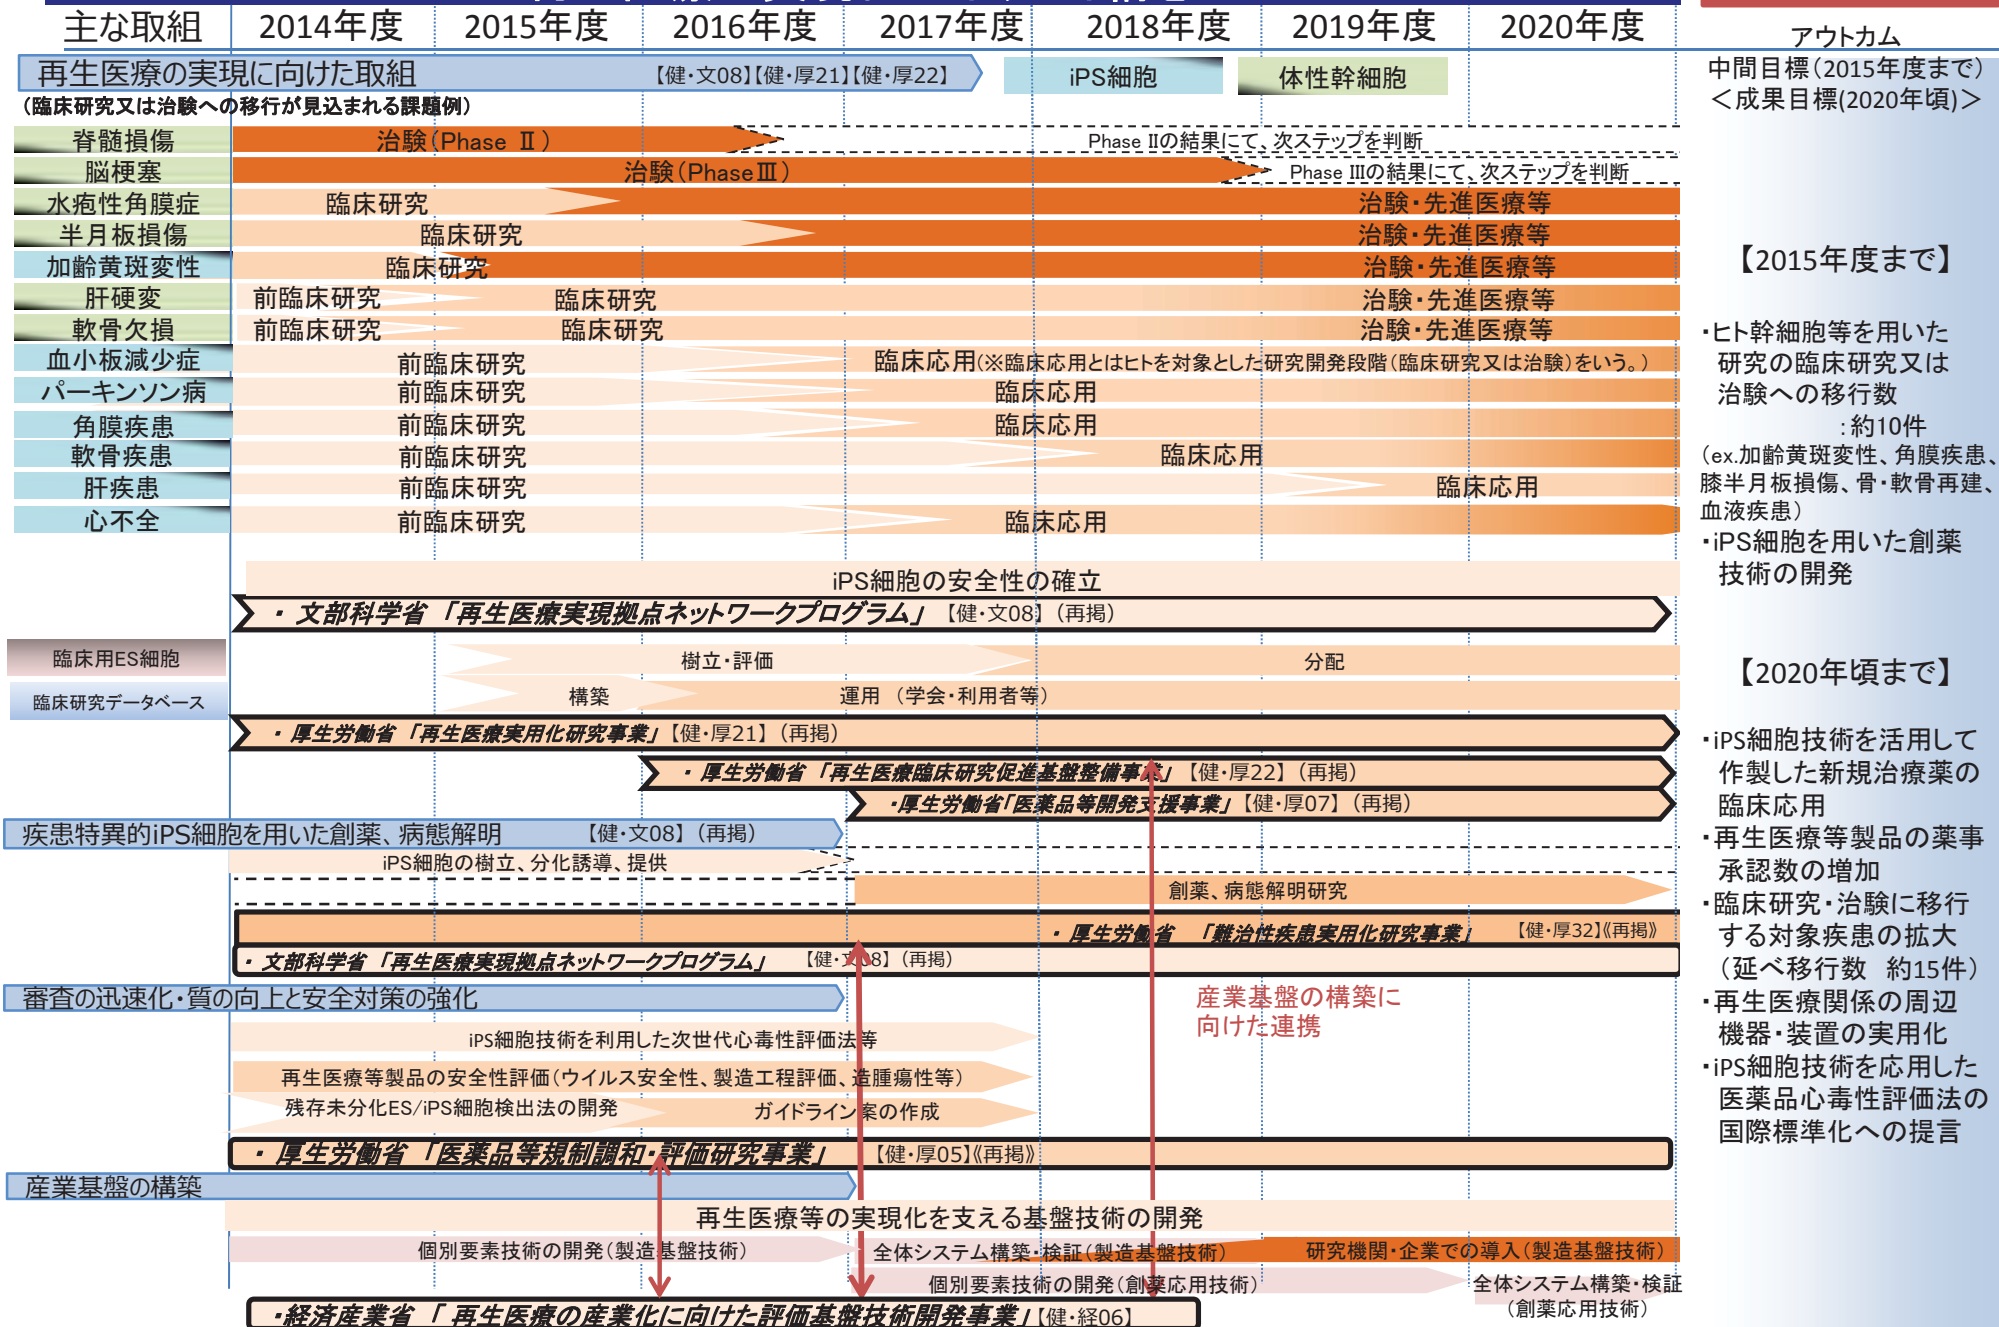 主な取組 2014年度 2015年度 2016年度 2017年度 2018年度 2019年度 2020年度
アウトカム
中間目標(2015年度まで)
＜成果目標(2020年頃)＞
再生医療の実現に向けた取組 【健・文08】【健・厚21】【健・厚22】 iPS細胞 体性幹細胞
(臨床研究又は治験への移行が見込まれる課題例)
脊髄損傷 治験(Phase Ⅱ) Phase IIの結果にて、次ステップを判断
脳梗塞 治験(PhaseⅢ) Phase IIIの結果にて、次ステップを判断
水疱性角膜症 臨床研究 治験・先進医療等
半月板損傷 臨床研究 治験・先進医療等
加齢黄斑変性 臨床研究 治験・先進医療等
肝硬変 前臨床研究 臨床研究 治験・先進医療等
軟骨欠損 前臨床研究 臨床研究 治験・先進医療等
血小板減少症 前臨床研究 臨床応用(※臨床応用とはヒトを対象とした研究開発段階(臨床研究又は治験)をいう。)
パーキンソン病 前臨床研究 臨床応用
角膜疾患 前臨床研究 臨床応用
軟骨疾患 前臨床研究 臨床応用
肝疾患 前臨床研究 臨床応用
心不全 前臨床研究 臨床応用
iPS細胞の安全性の確立
・ 文部科学省 「再生医療実現拠点ネットワークプログラム」 【健・文08】 (再掲)
臨床用ES細胞 樹立・評価 分配
臨床研究データベース 構築 運用 (学会・利用者等)
・ 厚生労働省 「再生医療実用化研究事業」 【健・厚21】 (再掲)
・ 厚生労働省 「再生医療臨床研究促進基盤整備事業」 【健・厚22】 (再掲)
・厚生労働省「医薬品等開発支援事業」 【健・厚07】 (再掲)
疾患特異的iPS細胞を用いた創薬、病態解明 【健・文08】 (再掲)
iPS細胞の樹立、分化誘導、提供
創薬、病態解明研究
・ 厚生労働省 「難治性疾患実用化研究事業」 【健・厚32】《再掲》
・ 文部科学省 「再生医療実現拠点ネットワークプログラム」 【健・文08】 (再掲)
審査の迅速化・質の向上と安全対策の強化
産業基盤の構築に
向けた連携
iPS細胞技術を利用した次世代心毒性評価法等
再生医療等製品の安全性評価(ウイルス安全性、製造工程評価、造腫瘍性等)
残存未分化ES/iPS細胞検出法の開発 ガイドライン案の作成
・ 厚生労働省 「医薬品等規制調和・評価研究事業」 【健・厚05】《再掲》
産業基盤の構築
再生医療等の実現化を支える基盤技術の開発
個別要素技術の開発(製造基盤技術) 全体システム構築・検証(製造基盤技術) 研究機関・企業での導入(製造基盤技術)
個別要素技術の開発(創薬応用技術) 全体システム構築・検証
(創薬応用技術)
・経済産業省 「 再生医療の産業化に向けた評価基盤技術開発事業」【健・経06】
【2015年度まで】
・ヒト幹細胞等を用いた
研究の臨床研究又は
治験への移行数
：約10件
(ex.加齢黄斑変性、角膜疾患、
膝半月板損傷、骨・軟骨再建、
血液疾患)
・iPS細胞を用いた創薬
技術の開発
【2020年頃まで】
・iPS細胞技術を活用して
作製した新規治療薬の
臨床応用
・再生医療等製品の薬事
承認数の増加
・臨床研究・治験に移行
する対象疾患の拡大
(延べ移行数 約15件)
・再生医療関係の周辺
機器・装置の実用化
・iPS細胞技術を応用した
医薬品心毒性評価法の
国際標準化への提言